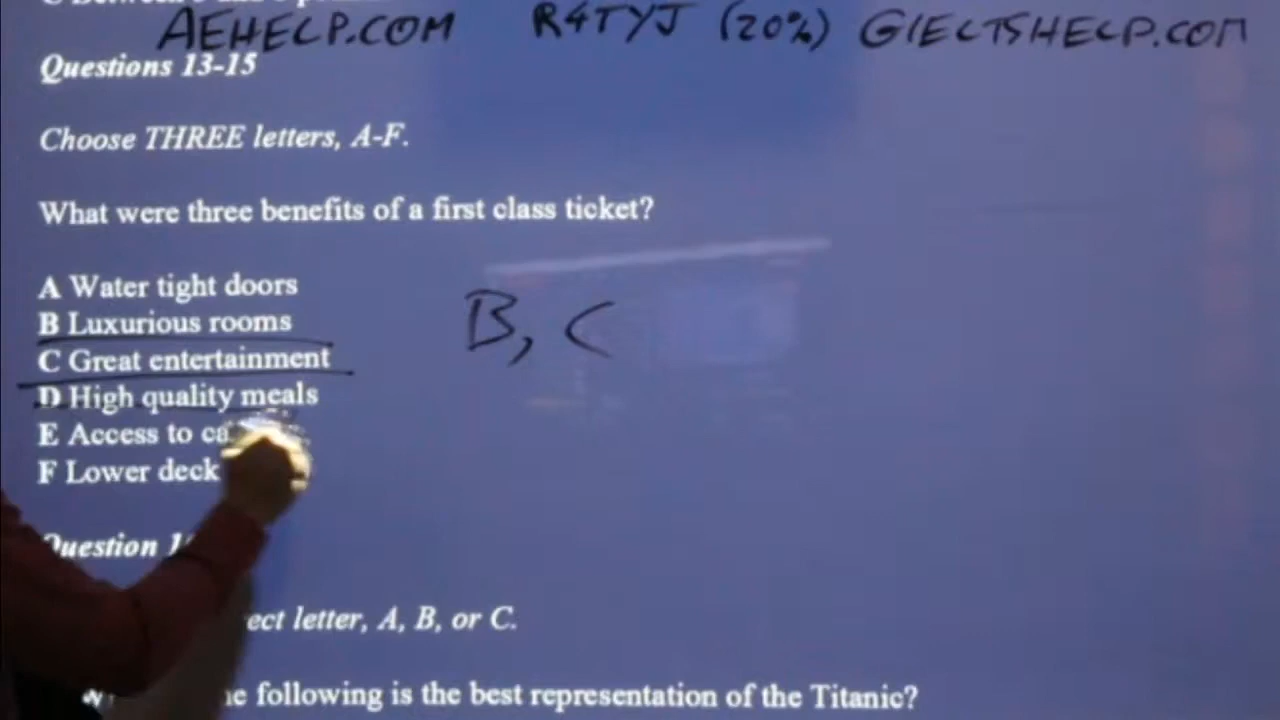 AEHELP.COM R4TYJ (20%) GIELTSHELP.COM
Questions 13-15
Choose THREE letters, A-F.
What were three benefits of a first class ticket?
A Water tight doors
B Luxurious rooms
B, C
C Great entertainment
D High quality meals
E Access to
F Lower deck
Question
letter, A, B, or C.
following is the best representation of the Titanic?